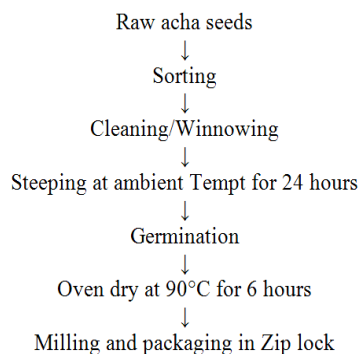 Raw acha seeds
↓
Sorting
↓
Cleaning/Winnowing
↓
Steeping at ambient Tempt for 24 hours
↓
Germination
↓
Oven dry at 90°C for 6 hours
↓
Milling and packaging in Zip lock